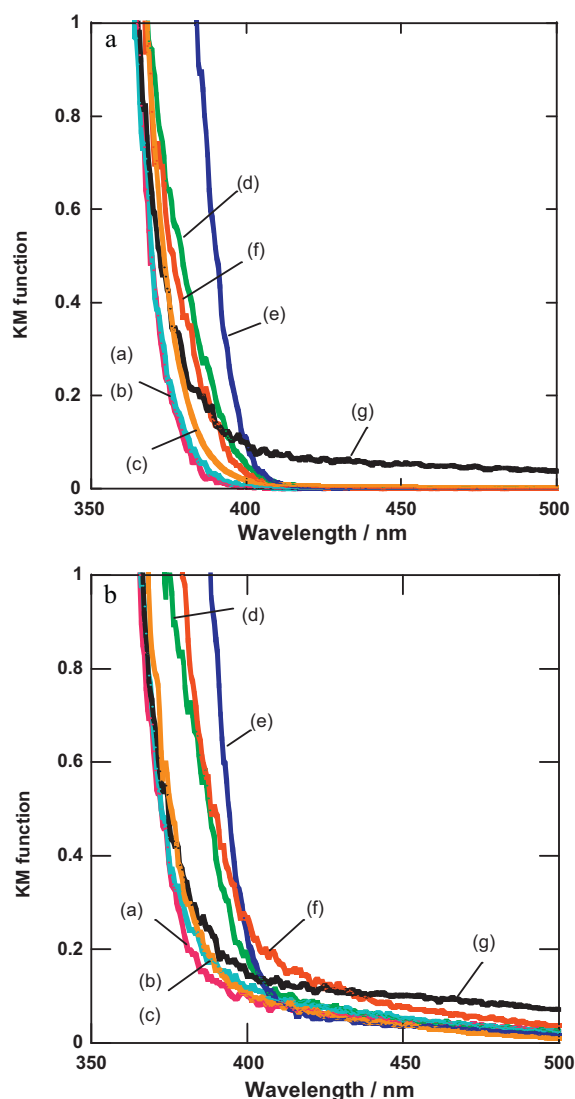 a
1
0.8
0.6
0.4
0.2
0
KM function
(d)
(f)
(e)
(a)
(b)
(g)
(c)
350
400
450
500
Wavelength / nm
b
1
0.8
0.6
0.4
0.2
0
KM function
(d)
(e)
(a)
(f)
(g)
(b)
(c)
350
400
450
500
Wavelength / nm